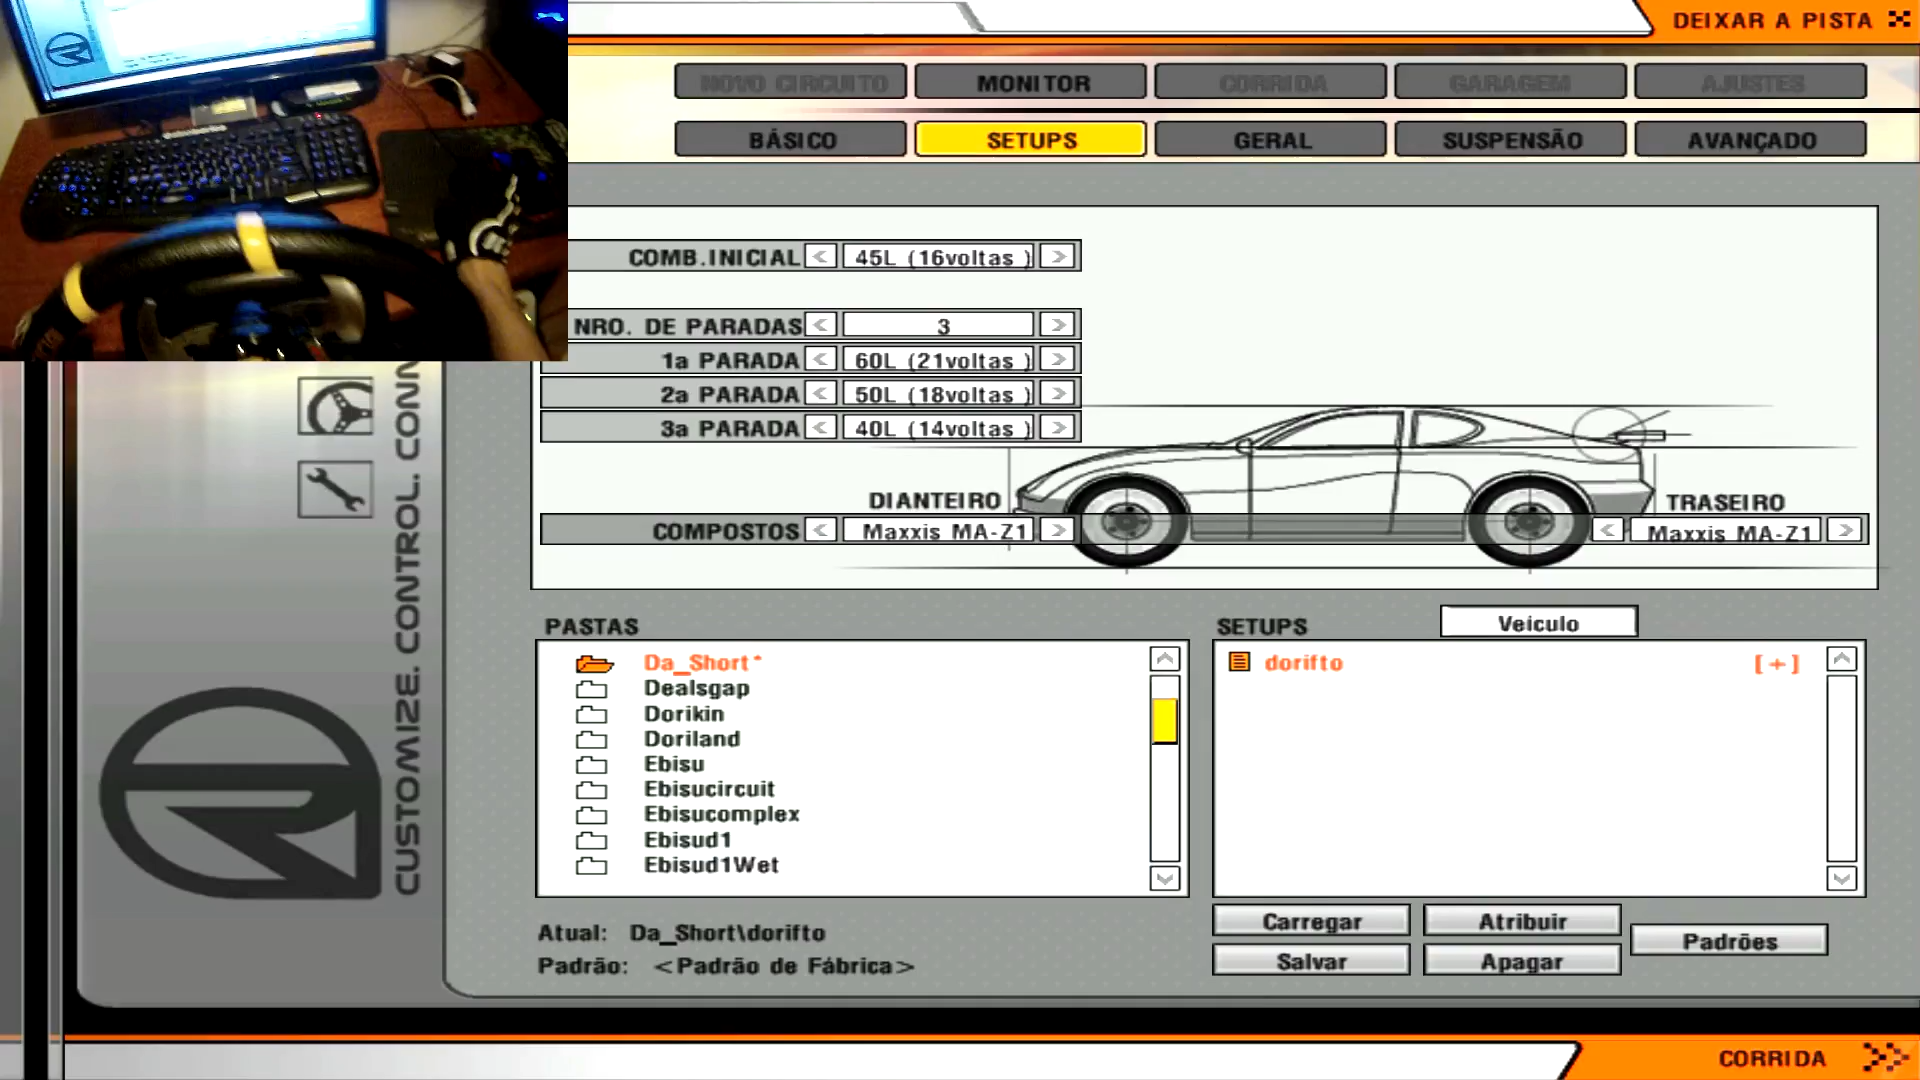 DEIXAR A PISTA
NOVO CIRCUITO
MONITOR
CORRIDA
GARAGEM
AJUSTES
BÁSICO
SETUPS
GERAL
SUSPENSÃO
AVANÇADO
COMB.INICIAL
45L (16voltas )
NRO. DE PARADAS
3
1a PARADA
60L (21voltas )
2a PARADA
50L (18voltas )
3a PARADA
40L (14voltas )
DIANTEIRO
TRASEIRO
COMPOSTOS
Maxxis MA-Z1
Maxxis MA-Z1
CUSTOMIZE. CONTROL. CONN
PASTAS
Da_Short*
Dealsgap
Dorikin
Doriland
Ebisu
Ebisucircuit
Ebisucomplex
Ebisud1
Ebisud1Wet
SETUPS
Veiculo
dorifto
[+]
Atual: Da_Short\dorifto
Padrão: <Padrão de Fábrica>
Carregar
Atribuir
Padrões
Salvar
Apagar
CORRIDA